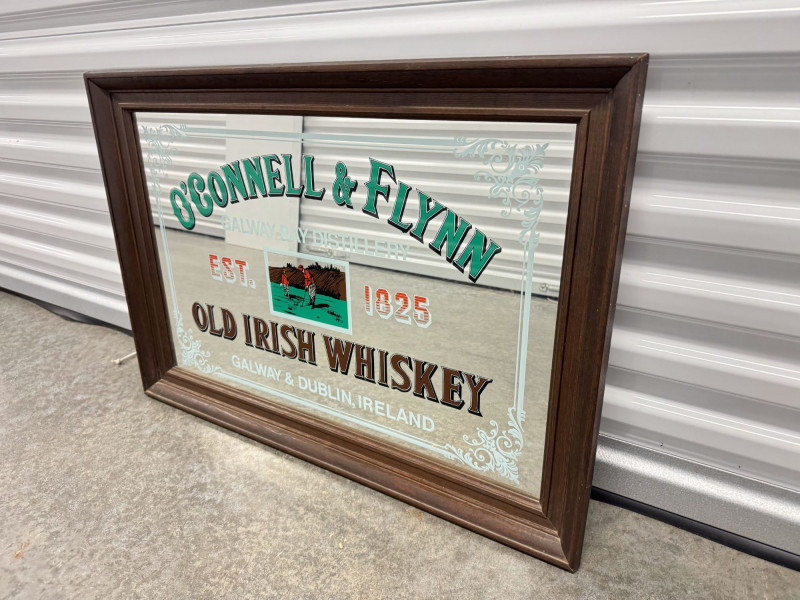 O'CONNELL & FLYNN
GALWAY BAY DISTILLERY
EST. 1825
OLD IRISH WHISKEY
GALWAY & DUBLIN, IRELAND